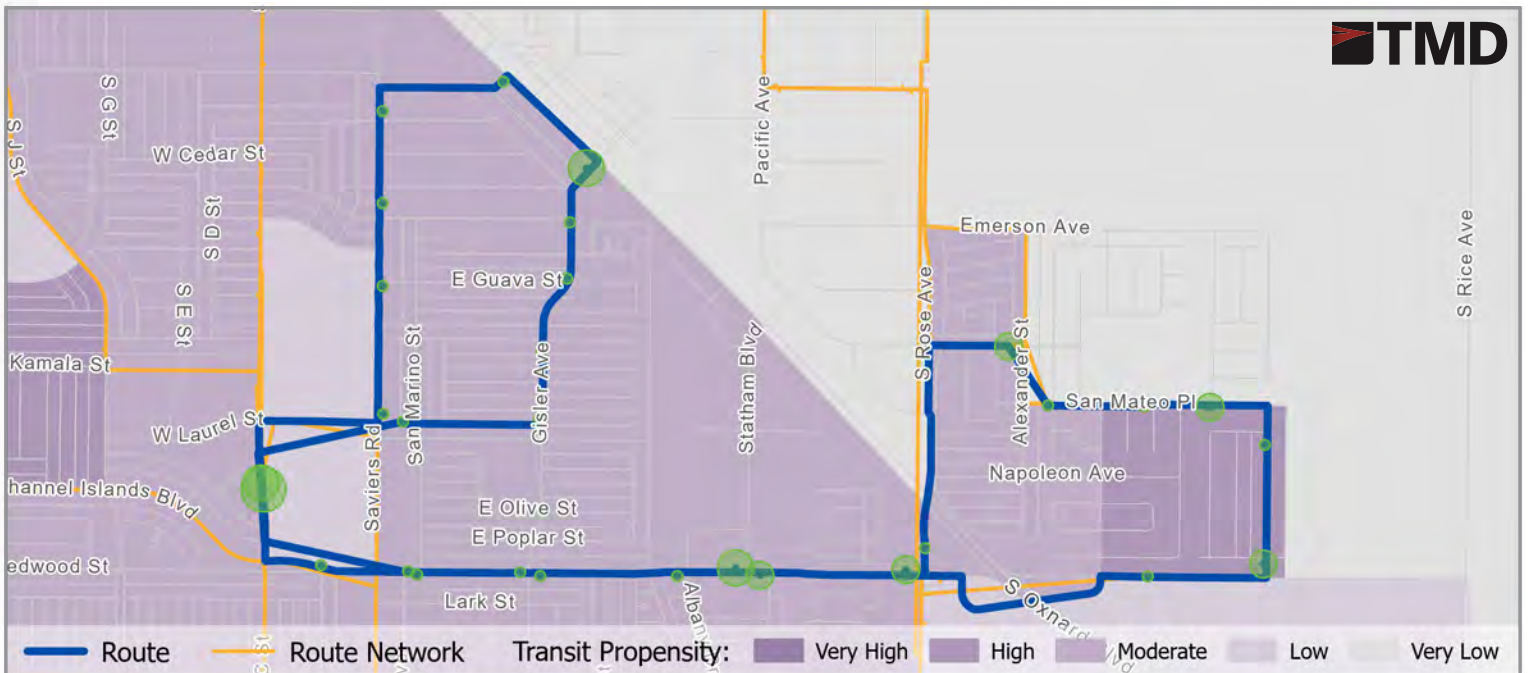 TMD
S G St
S J St
W Cedar St
S D St
S E St
Pacific Ave
Emerson Ave
S Rice Ave
E Guava St
S Rose Ave
Kamala St
San Marino St
Gisler Ave
Statham Blvd
Alexander St
San Mateo Pl
W Laurel St
Saviers Rd
Napoleon Ave
hannel Islands Blvd
E Olive St
E Poplar St
edwood St
Lark St
Albany
S Oxnard
lvd
Route
Route Network
Transit Propensity:
Very High
High
Moderate
Low
Very Low